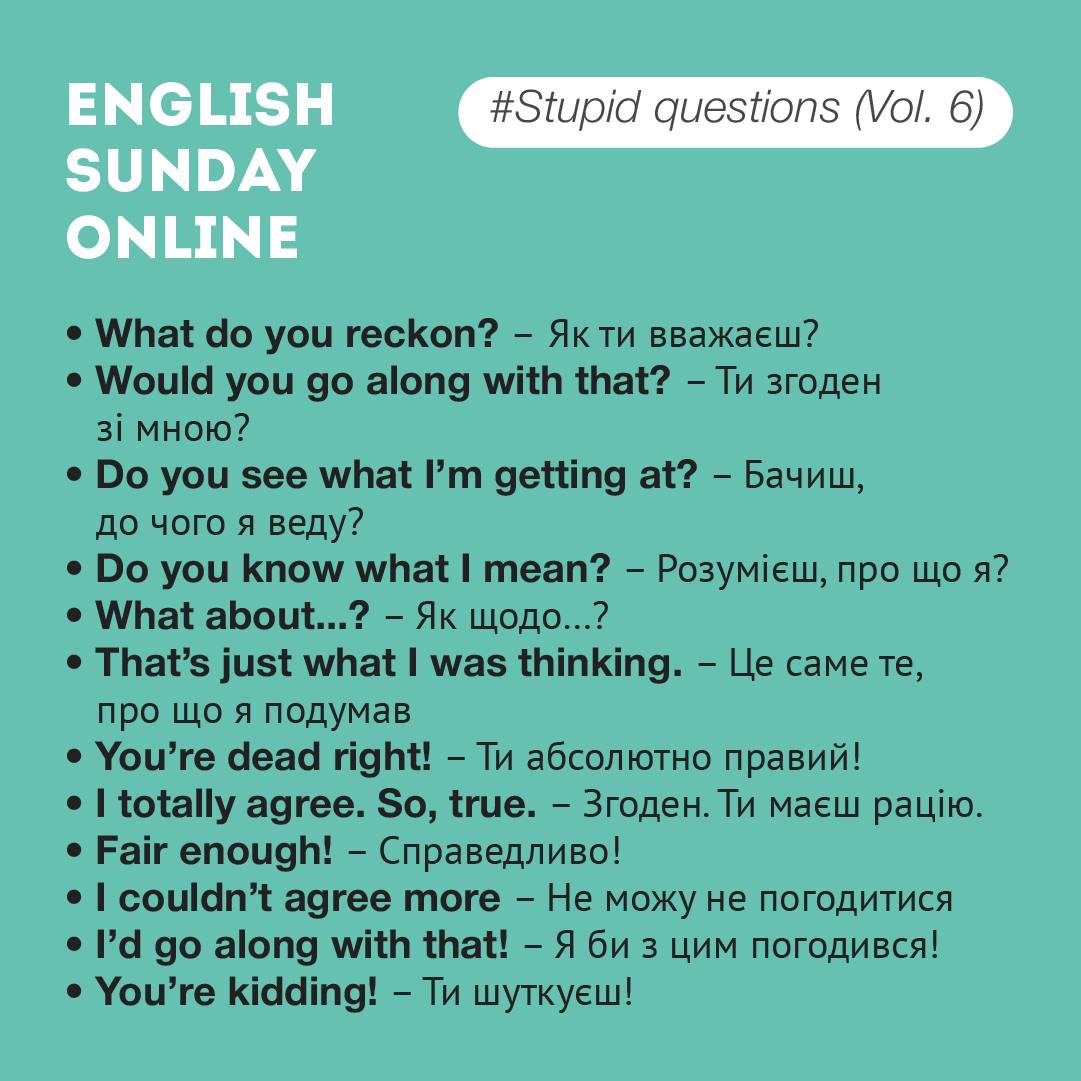 ENGLISH
SUNDAY
ONLINE
#Stupid questions (Vol. 6)
• What do you reckon? – Як ти вважаєш?
• Would you go along with that? – Ти згоден
зі мною?
• Do you see what I’m getting at? – Бачиш,
до чого я веду?
• Do you know what I mean? – Розумієш, про що я?
• What about...? – Як щодо...?
• That’s just what I was thinking. – Це саме те,
про що я подумав
• You’re dead right! – Ти абсолютно правий!
• I totally agree. So, true. – Згоден. Ти маєш рацію.
• Fair enough! – Справедливо!
• I couldn’t agree more – Не можу не погодитися
• I’d go along with that! – Я би з цим погодився!
• You’re kidding! – Ти шуткуєш!